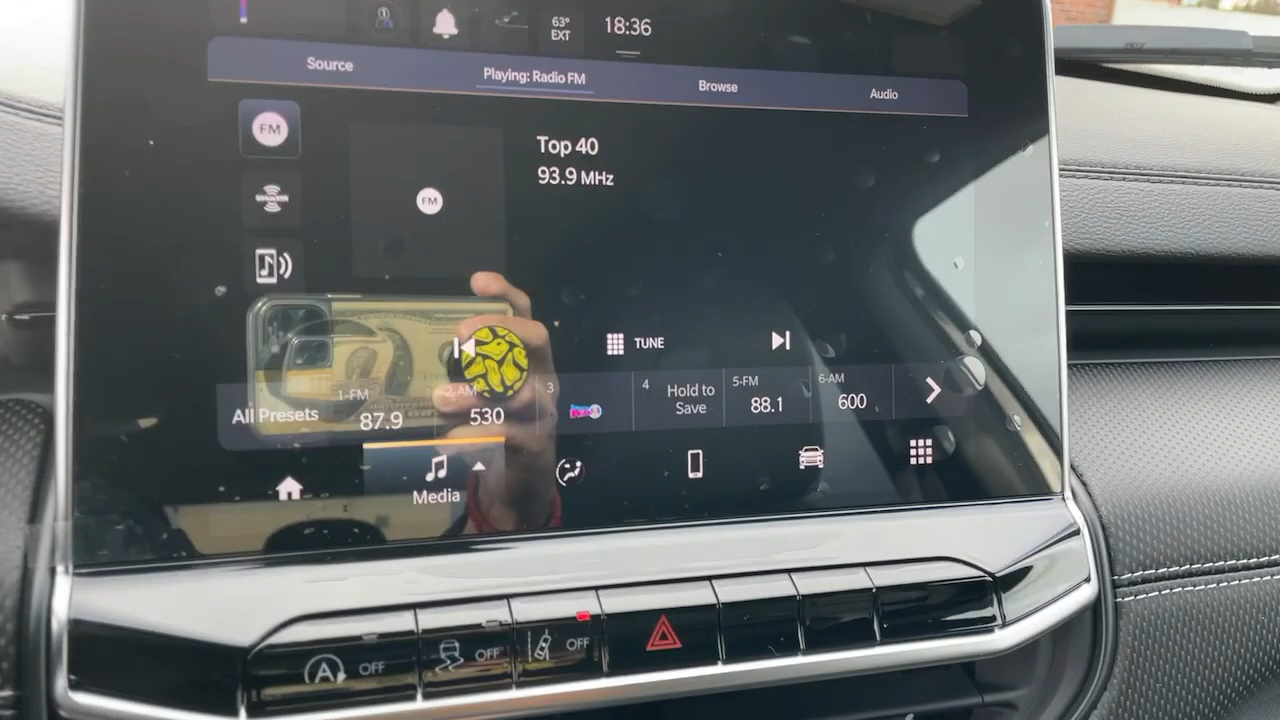 63°
EXT
18:36
Source
Playing: Radio FM
Browse
Audio
FM
Top 40
93.9 MHz
FM
TUNE
All Presets
1-FM
87.9
2-AM
530
3
4
Hold to
Save
5-FM
88.1
6-AM
600
Media
A OFF
OFF
OFF